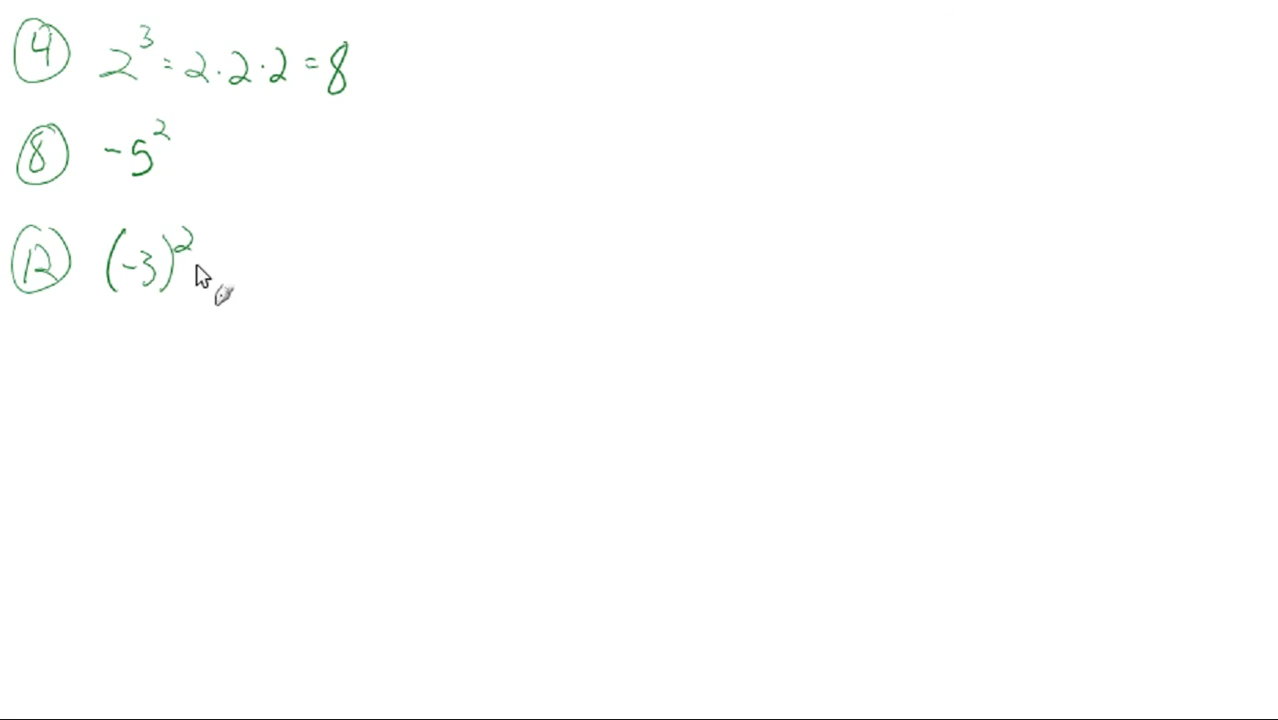 4 2³ = 2 · 2 · 2 = 8
8 -5²
12 (-3)²